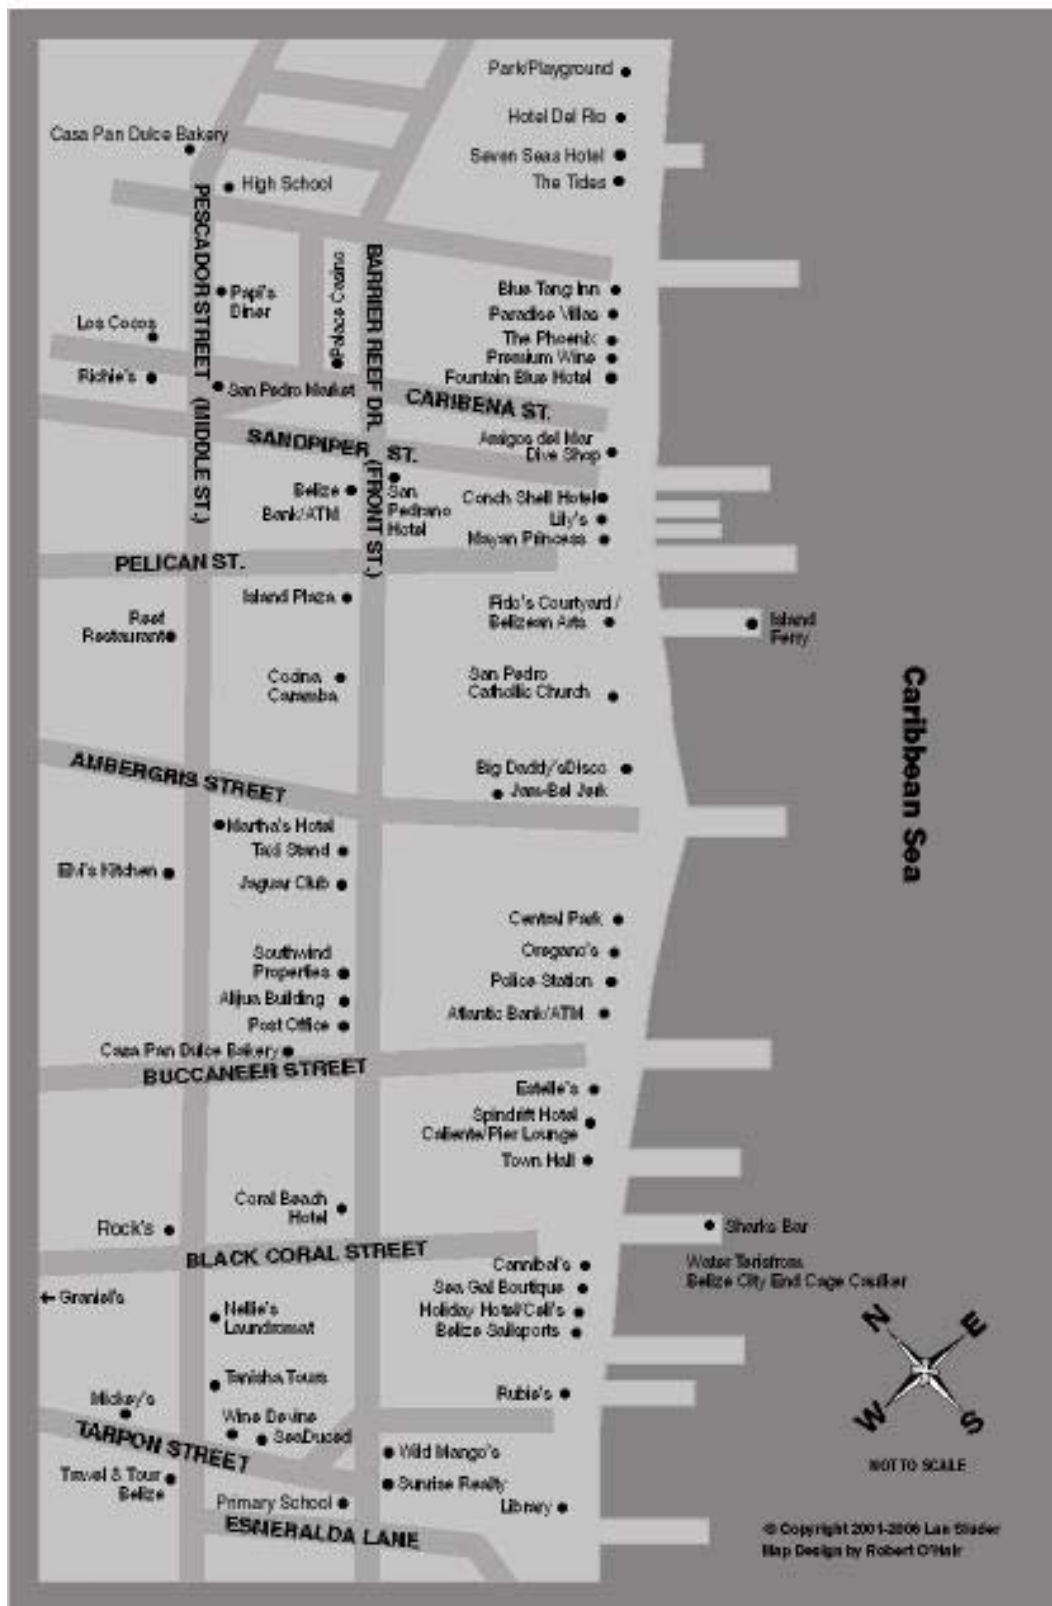 Park/Playground
Hotel Del Rio
Casa Pan Dulce Bakery
Seven Seas Hotel
High School
The Tides
PESCADOR STREET (MIDDLE ST.)
BARRIER REEF DR. (FRONT ST.)
Palace Casino
Papi's
Diner
Blue Tang Inn
Paradise Villas
Los Cocos
The Phoenix
Premium Wine
Richie's
San Pedro Market
Fountain Blue Hotel
CARIBENA ST.
SANDPIPER ST.
Amigos del Mar
Dive Shop
Belize
Bank/ATM
San
Pedrano
Hotel
Conch Shell Hotel
Lily's
Mayan Princess
PELICAN ST.
Island Plaza
Fido's Courtyard /
Belizean Arts
Island
Ferry
Reef
Restaurant
Cocina
Caramba
San Pedro
Catholic Church
Caribbean Sea
AMBERGRIS STREET
Big Daddy'sDisco
Jam-Bel Jerk
Martha's Hotel
Taxi Stand
Elvi's Kitchen
Jaguar Club
Central Park
Oregano's
Southwind
Properties
Police Station
Alijua Building
Atlantic Bank/ATM
Post Office
Casa Pan Dulce Bakery
BUCCANEER STREET
Estelle's
Spindrift Hotel
Caliente/Pier Lounge
Town Hall
Coral Beach
Hotel
Rock's
Sharks Bar
BLACK CORAL STREET
Cannibal's
Water
Belize City End Cage Caulker
Graniel's
Sea Gal Boutique
Nellie's
Laundromat
Holiday Hotel/Celi's
Belize Sailsports
N
E
W
S
Tanisha Tours
Rubie's
Mickey's
Wine Devine
SeaDuced
TARPON STREET
Wild Mango's
NOT TO SCALE
Travel & Tour
Belize
Sunrise Realty
Primary School
Library
ESMERALDA LANE
© Copyright 2001-2006 Lan Sluder
Map Design by Robert O'Hair